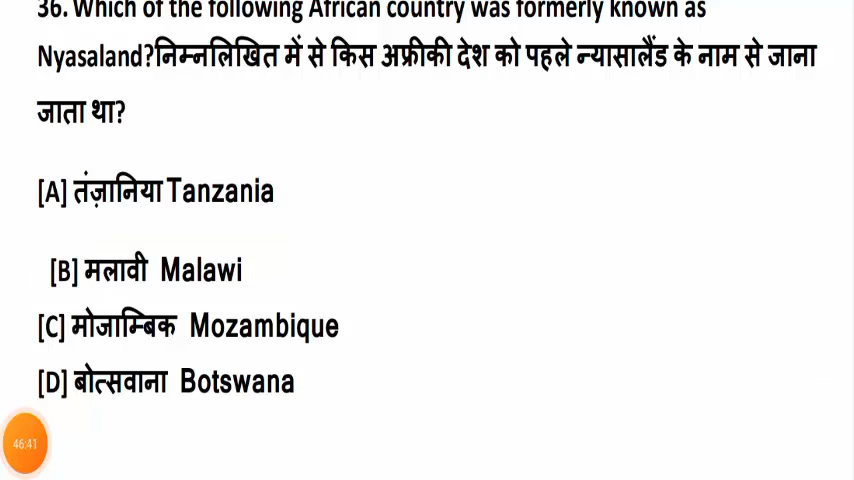 36. Which of the following African country was formerly known as
Nyasaland?निम्नलिखित में से किस अफ्रीकी देश को पहले न्यासालैंड के नाम से जाना
जाता था?
[A] तंज़ानिया Tanzania
[B] मलावी Malawi
[C] मोजाम्बिक Mozambique
[D] बोत्सवाना Botswana
46:41